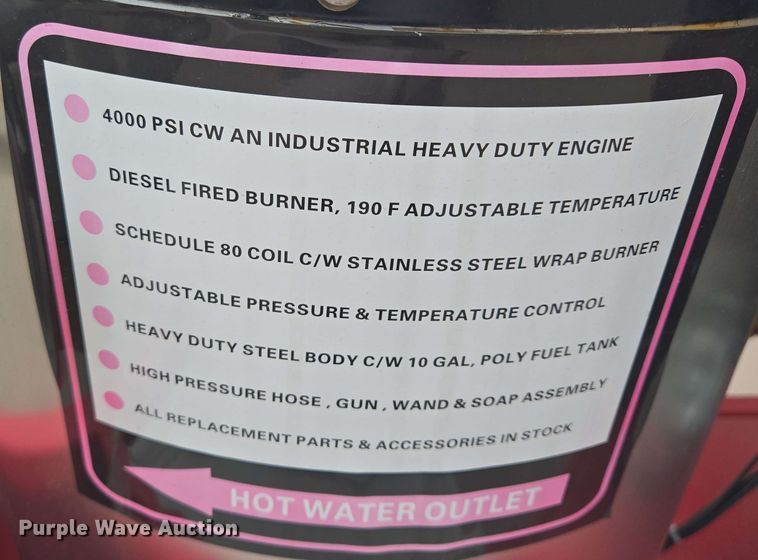 4000 PSI CW AN INDUSTRIAL HEAVY DUTY ENGINE
DIESEL FIRED BURNER, 190 F ADJUSTABLE TEMPERATURE
SCHEDULE 80 COIL C/W STAINLESS STEEL WRAP BURNER
ADJUSTABLE PRESSURE & TEMPERATURE CONTROL
HEAVY DUTY STEEL BODY C/W 10 GAL, POLY FUEL TANK
HIGH PRESSURE HOSE , GUN , WAND & SOAP ASSEMBLY
ALL REPLACEMENT PARTS & ACCESSORIES IN STOCK
HOT WATER OUTLET
Purple Wave Auction